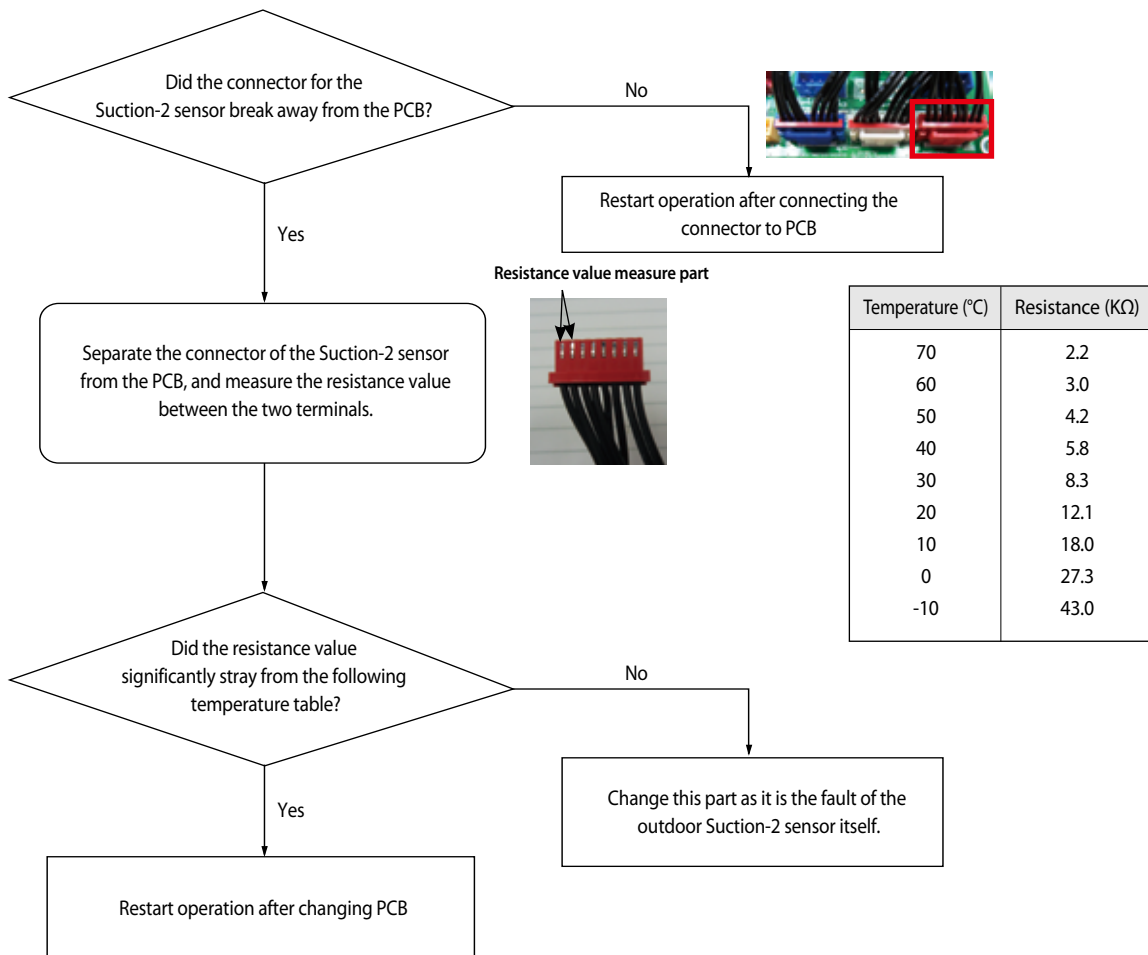 Did the connector for the
Suction-2 sensor break away from the PCB?
No
Restart operation after connecting the
connector to PCB
Yes
Resistance value measure part
Separate the connector of the Suction-2 sensor
from the PCB, and measure the resistance value
between the two terminals.
Temperature (°C) Resistance (KΩ)
70 2.2
60 3.0
50 4.2
40 5.8
30 8.3
20 12.1
10 18.0
0 27.3
-10 43.0
Did the resistance value
significantly stray from the following
temperature table?
No
Change this part as it is the fault of the
outdoor Suction-2 sensor itself.
Yes
Restart operation after changing PCB